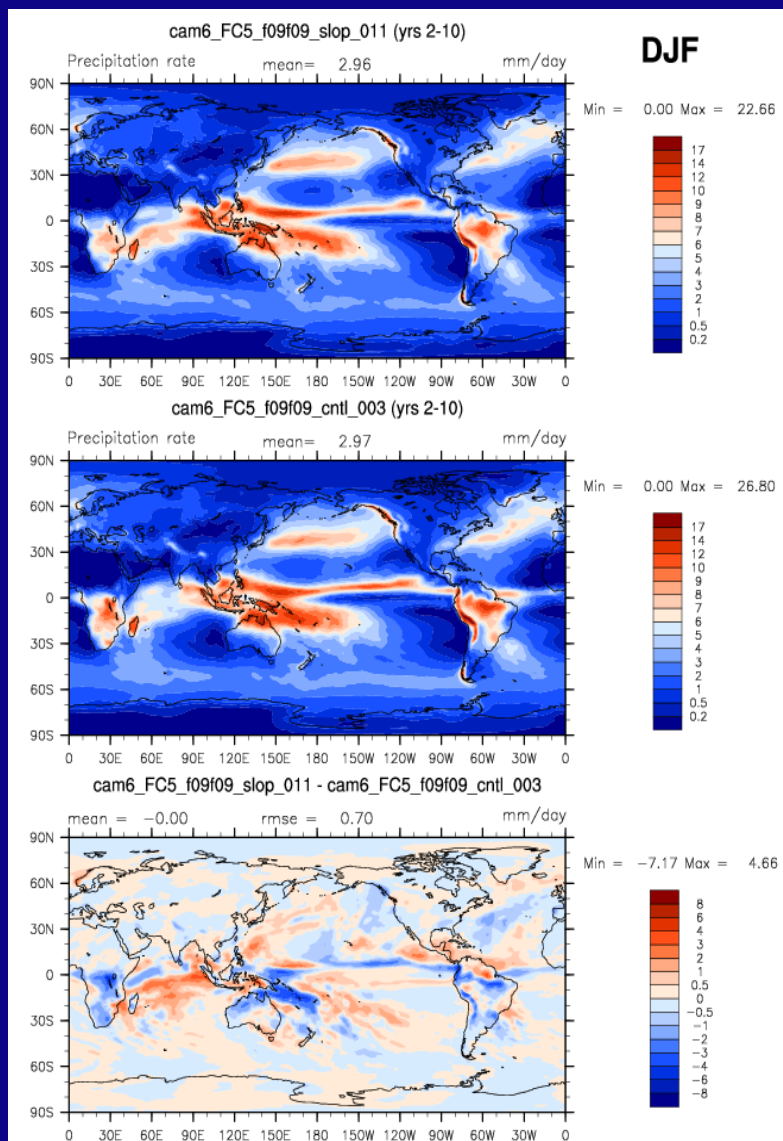 cam6_FC5_f09f09_slop_011 (yrs 2-10)
DJF
Precipitation rate mean= 2.96 mm/day
Min = 0.00 Max = 22.66
90N
60N
30N
0
30S
60S
90S
0 30E 60E 90E 120E 150E 180 150W 120W 90W 60W 30W 0
17
14
12
10
9
8
7
6
5
4
3
2
1
0.5
0.2
cam6_FC5_f09f09_cntl_003 (yrs 2-10)
Precipitation rate mean= 2.97 mm/day
Min = 0.00 Max = 26.80
90N
60N
30N
0
30S
60S
90S
0 30E 60E 90E 120E 150E 180 150W 120W 90W 60W 30W 0
17
14
12
10
9
8
7
6
5
4
3
2
1
0.5
0.2
cam6_FC5_f09f09_slop_011 - cam6_FC5_f09f09_cntl_003
mean = -0.00 rmse = 0.70 mm/day
Min = -7.17 Max = 4.66
90N
60N
30N
0
30S
60S
90S
0 30E 60E 90E 120E 150E 180 150W 120W 90W 60W 30W 0
8
6
4
3
2
1
0.5
0
-0.5
-1
-2
-3
-4
-6
-8